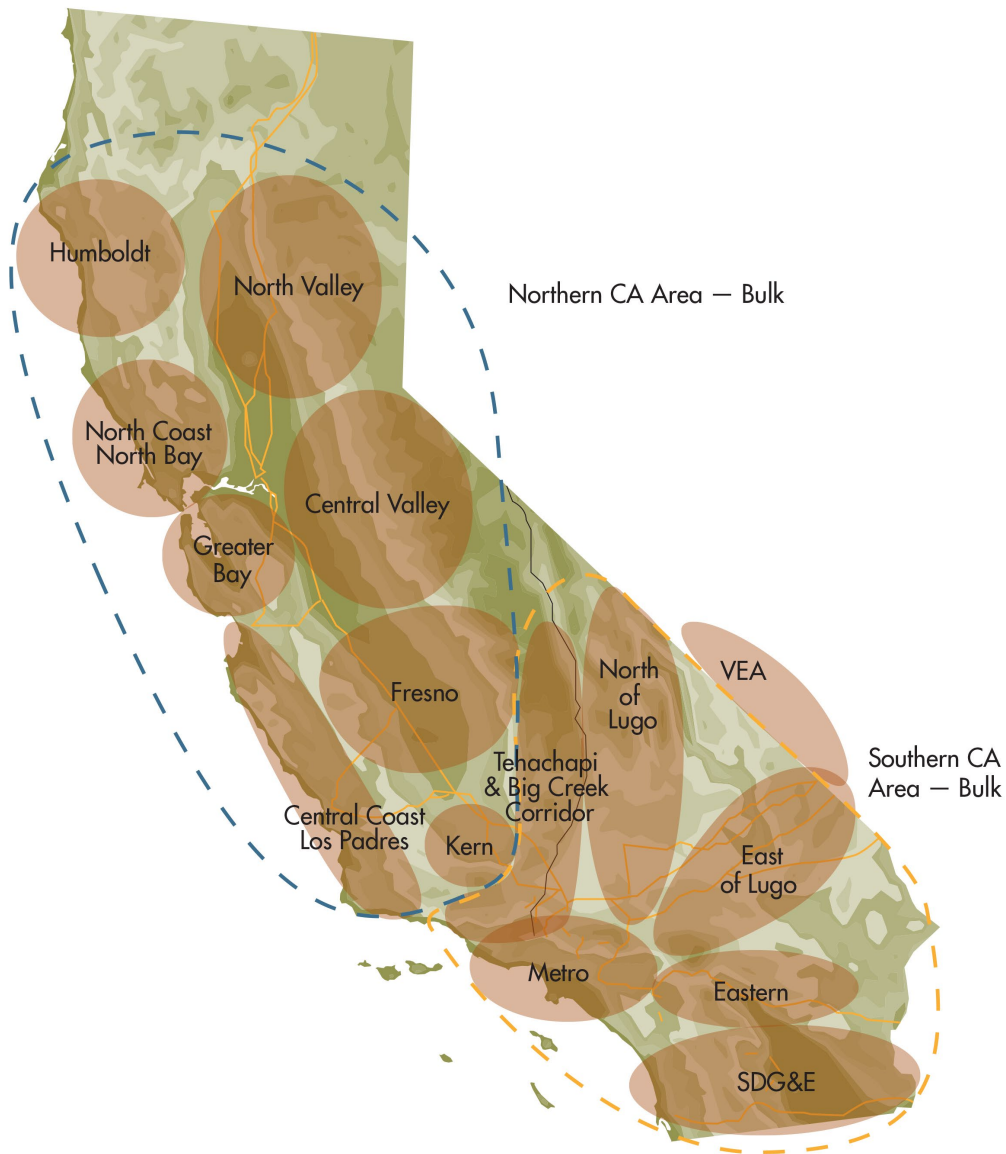 Humboldt
North Valley
Northern CA Area – Bulk
North Coast
North Bay
Central Valley
Greater
Bay
Fresno
North
of
Lugo
VEA
Tehachapi
& Big Creek
Corridor
Southern CA
Area – Bulk
Central Coast
Los Padres
Kern
East
of Lugo
Metro
Eastern
SDG&E